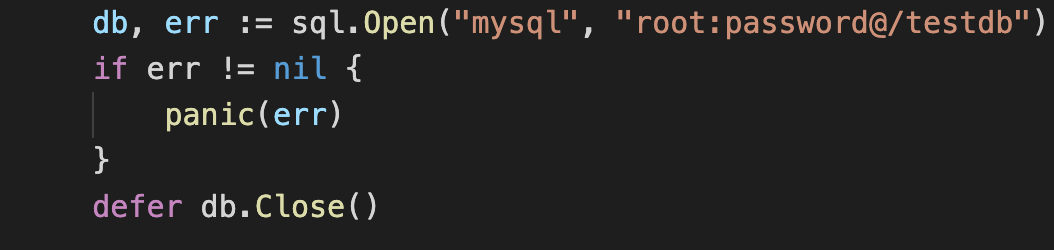 db, err := sql.Open("mysql", "root:password@/testdb")
if err != nil {
    panic(err)
}
defer db.Close()